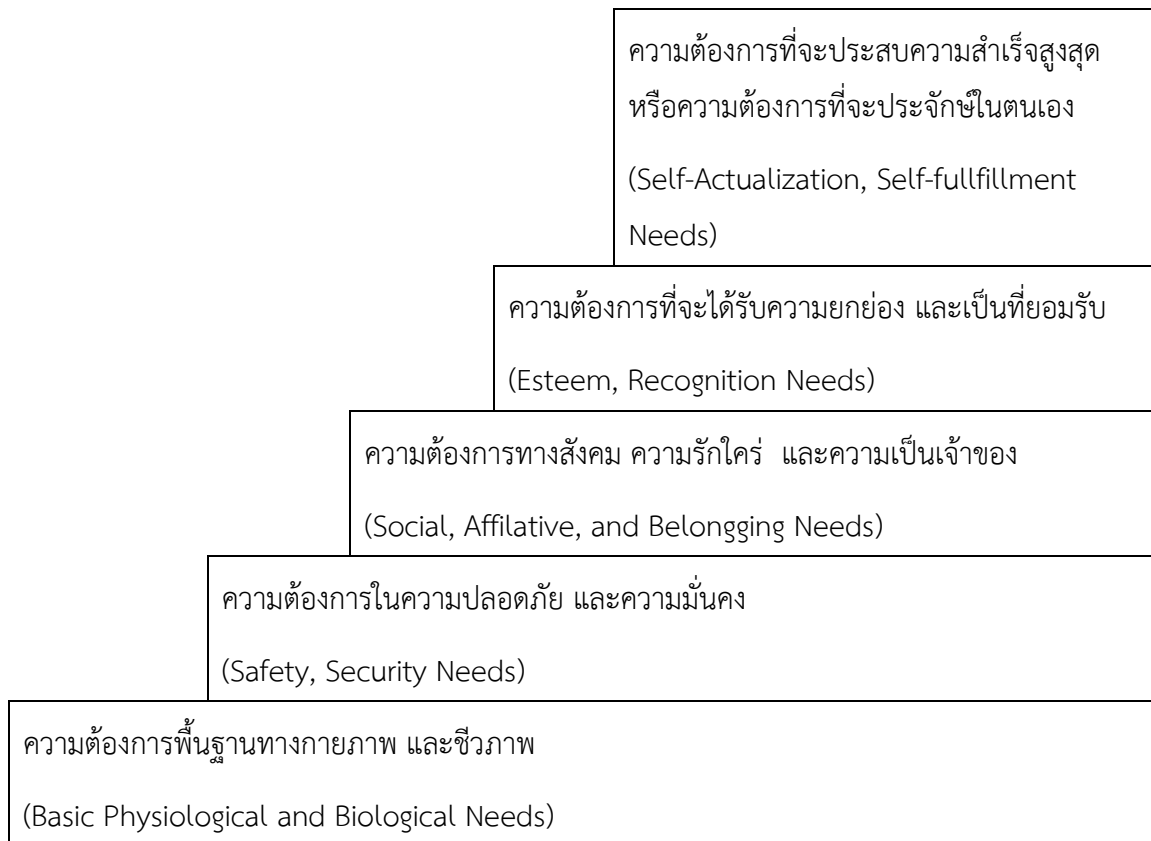 ความต้องการที่จะประสบความสำเร็จสูงสุด
หรือความต้องการที่จะประจักษ์ในตนเอง
(Self-Actualization, Self-fullfillment
Needs)
ความต้องการที่จะได้รับความยกย่อง และเป็นที่ยอมรับ
(Esteem, Recognition Needs)
ความต้องการทางสังคม ความรักใคร่ และความเป็นเจ้าของ
(Social, Affilative, and Belongging Needs)
ความต้องการในความปลอดภัย และความมั่นคง
(Safety, Security Needs)
ความต้องการพื้นฐานทางกายภาพ และชีวภาพ
(Basic Physiological and Biological Needs)